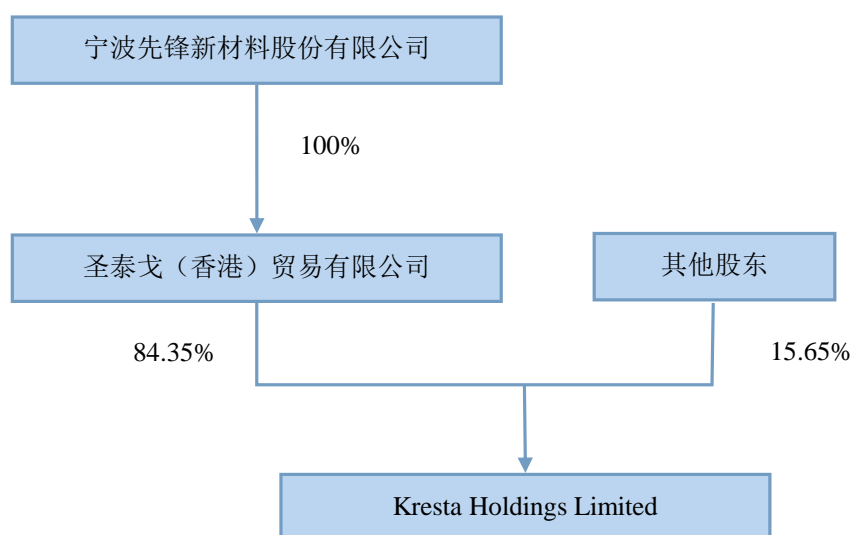 宁波先锋新材料股份有限公司
100%
圣泰戈（香港）贸易有限公司
其他股东
84.35%
15.65%
Kresta Holdings Limited